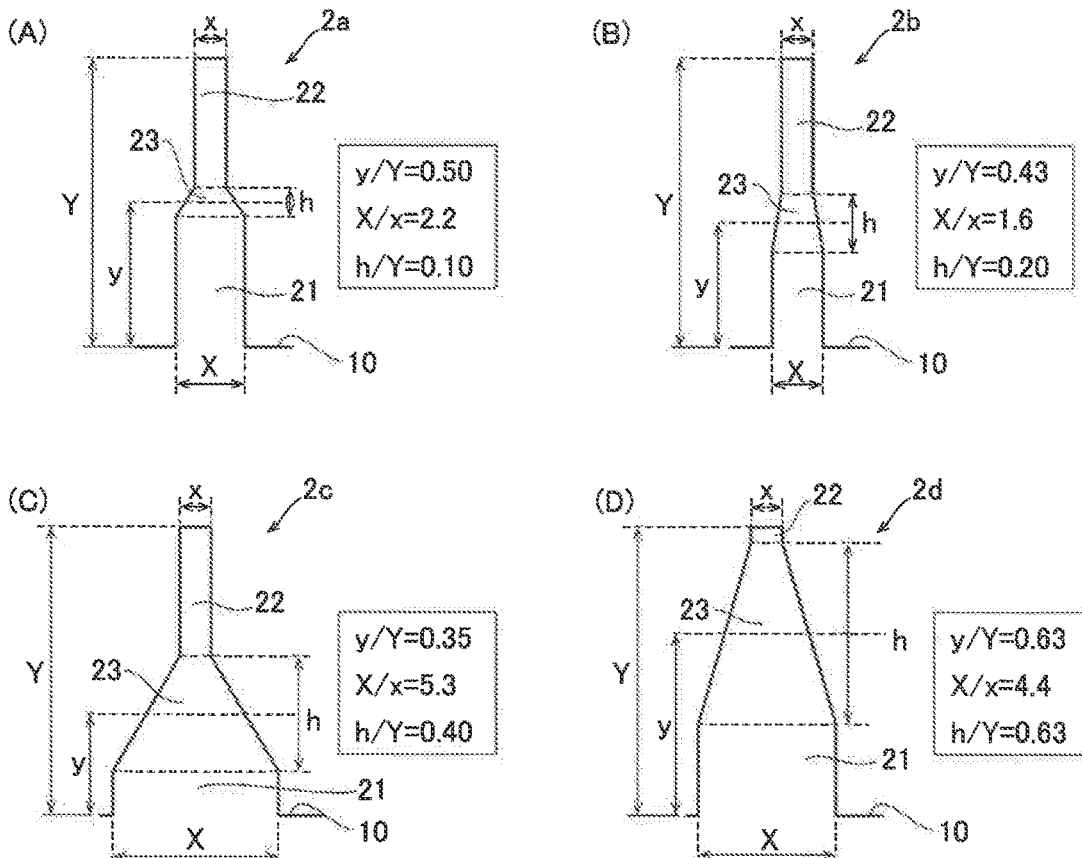 (A)
x
2a
22
23
Y
h
y
21
10
X
y/Y=0.50
X/x=2.2
h/Y=0.10
(B)
x
2b
22
23
Y
h
y
21
10
X
y/Y=0.43
X/x=1.6
h/Y=0.20
(C)
x
2c
22
23
Y
h
y
21
10
X
y/Y=0.35
X/x=5.3
h/Y=0.40
(D)
x
22
2d
23
Y
h
y
21
10
X
y/Y=0.63
X/x=4.4
h/Y=0.63